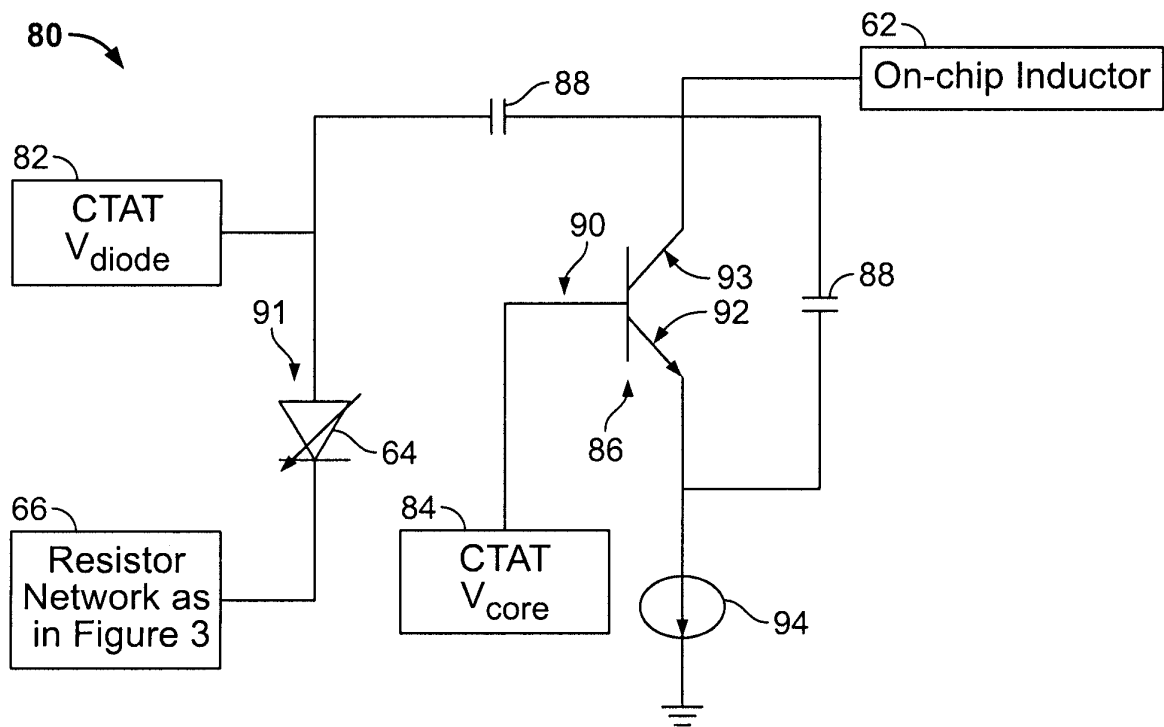 80
62
On-chip Inductor
88
82
CTAT
Vdiode
90
93
88
92
91
64
86
66
Resistor
Network as
in Figure 3
84
CTAT
Vcore
94